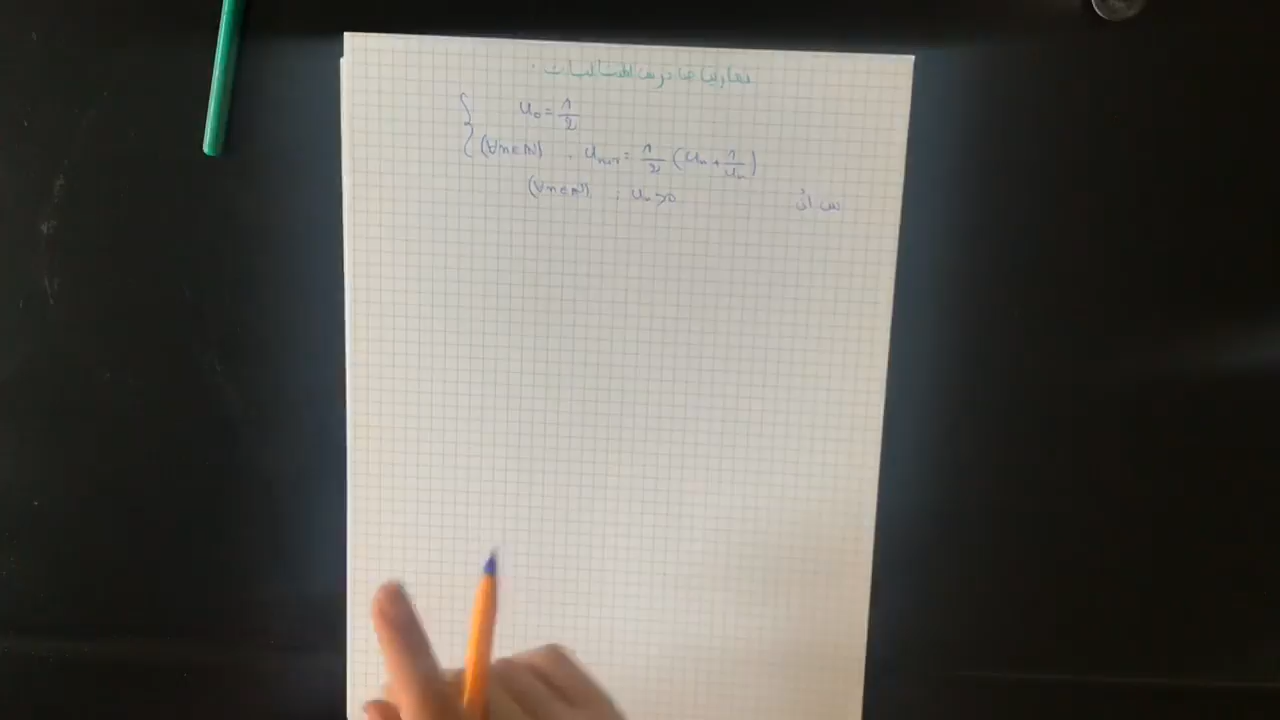 تمارين حول درس المتتاليات .
{ u₀ = 1/2
(∀n∈ℕ) . uₙ₊₁ = 1/2 (uₙ + 1/uₙ)
بين أنّ (∀n∈ℕ) ; uₙ > 0